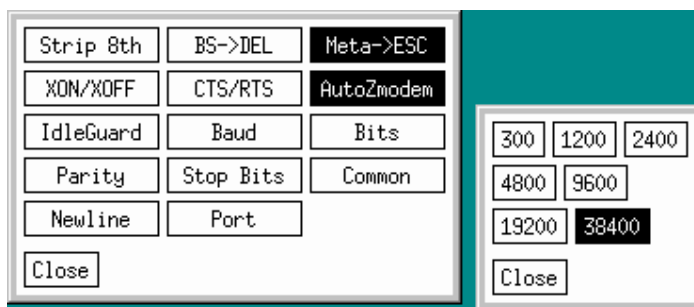 Strip 8th BS->DEL Meta->ESC
XON/XOFF CTS/RTS AutoZmodem
IdleGuard Baud Bits
Parity Stop Bits Common
Newline Port
Close
300 1200 2400
4800 9600
19200 38400
Close